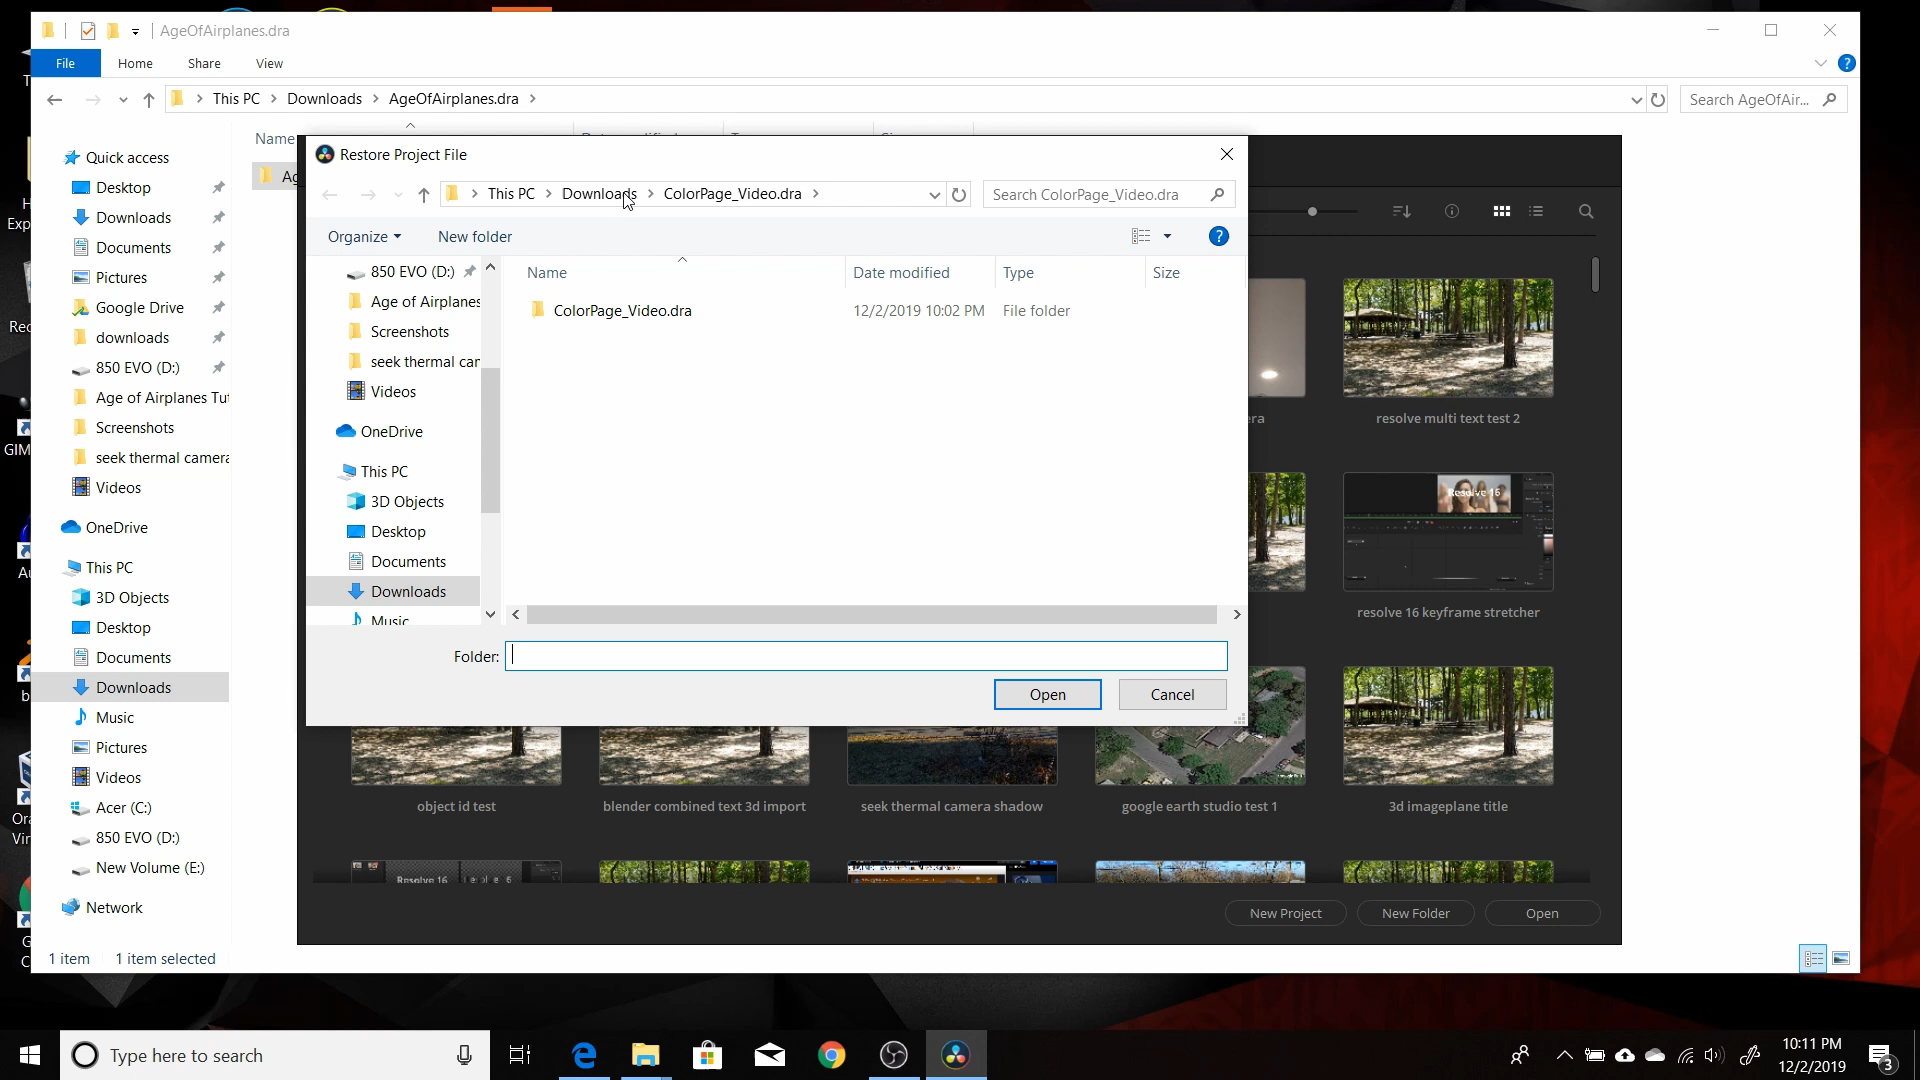 AgeOfAirplanes.dra
File
Home
Share
View
This PC
Downloads
AgeOfAirplanes.dra
Search AgeOfAir...
Name
Quick access
Desktop
Downloads
Documents
Pictures
Google Drive
downloads
850 EVO (D:)
Age of Airplanes Tut
Screenshots
seek thermal camera
Videos
OneDrive
This PC
3D Objects
Desktop
Documents
Downloads
Music
Pictures
Videos
Acer (C:)
850 EVO (D:)
New Volume (E:)
Network
1 item
1 item selected
Restore Project File
This PC
Downloads
ColorPage_Video.dra
Search ColorPage_Video.dra
Organize
New folder
850 EVO (D:)
Age of Airplanes
Screenshots
seek thermal car
Videos
OneDrive
This PC
3D Objects
Desktop
Documents
Downloads
Music
Name
Date modified
Type
Size
ColorPage_Video.dra
12/2/2019 10:02 PM
File folder
Folder:
Open
Cancel
resolve multi text test 2
Resolve 16
resolve 16 keyframe stretcher
object id test
blender combined text 3d import
seek thermal camera shadow
google earth studio test 1
3d imageplane title
Resolve 16
New Project
New Folder
Open
Type here to search
10:11 PM
12/2/2019
3